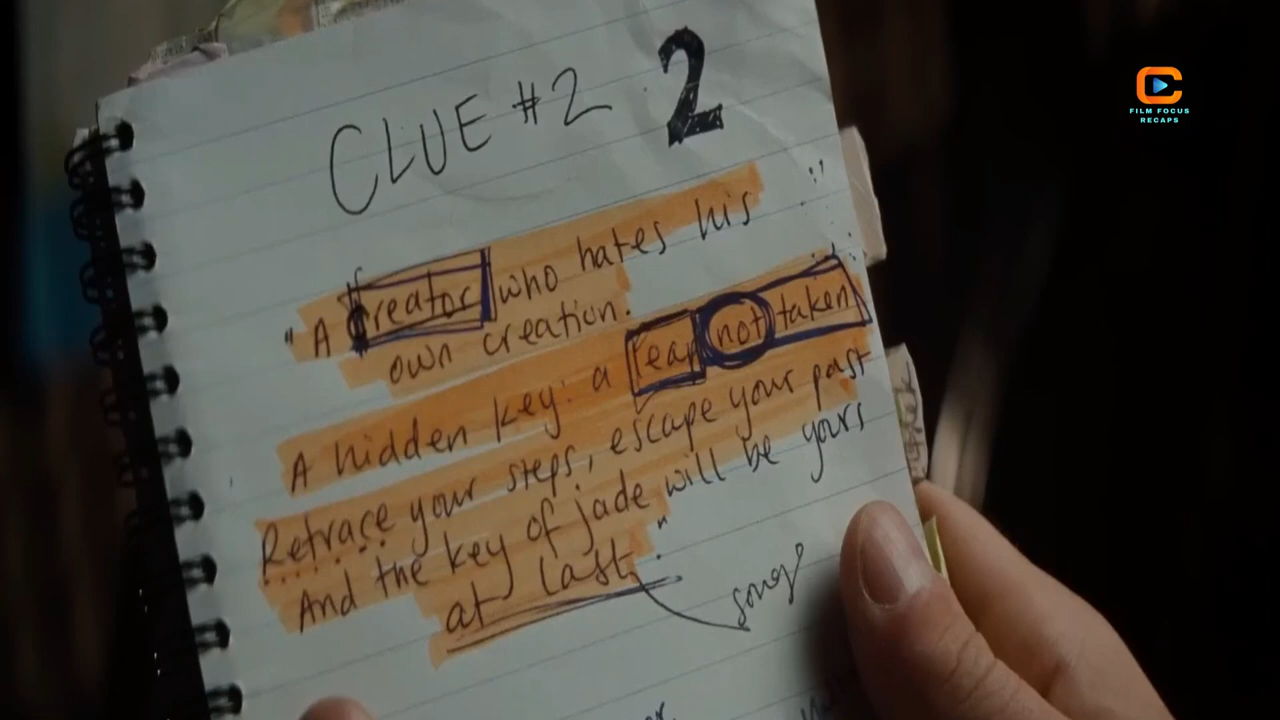 CLUE #2 2
"A Creator who hates his
own creation.
A hidden key: a leap not taken
Retrace your steps, escape your past
And the key of jade will be yours
at last."
song?
FILM FOCUS
RECAPS